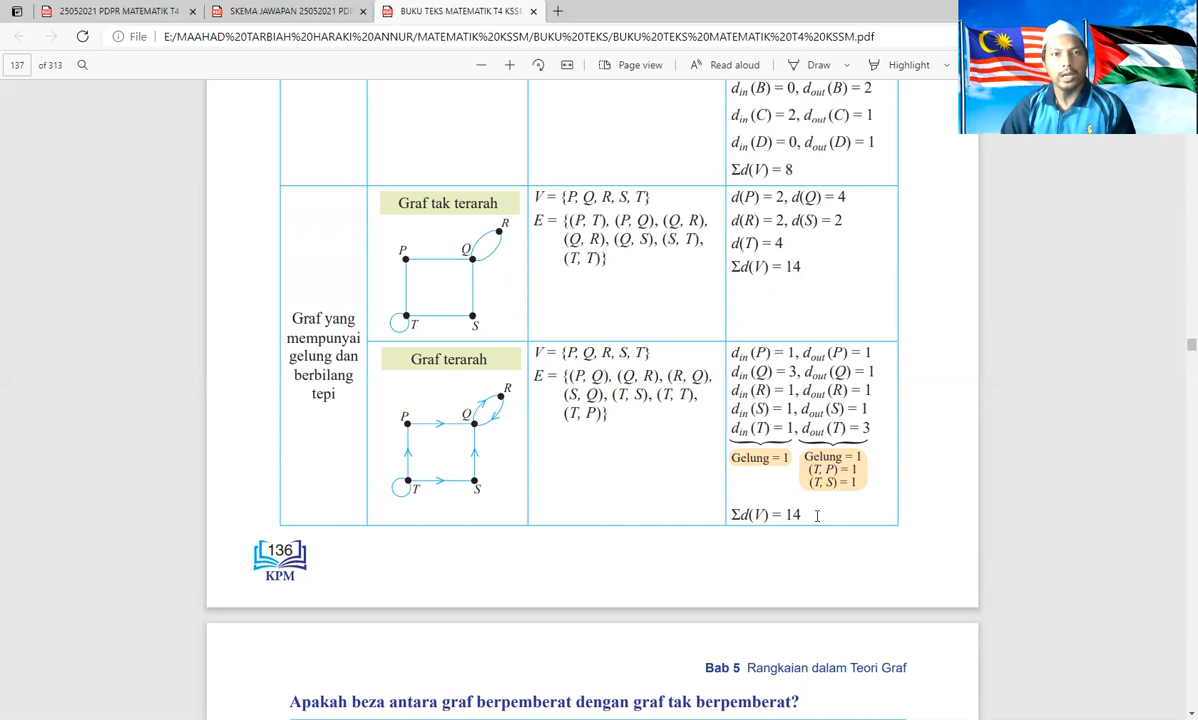 25052021 PDPR MATEMATIK T4
SKEMA JAWAPAN 25052021 PDP
BUKU TEKS MATEMATIK T4 KSS
File
E:/MAAHAD%20TARBIAH%20HARAKI%20ANNUR/MATEMATIK%20KSSM/BUKU%20TEKS/BUKU%20TEKS%20MATEMATIK%20T4%20KSSM.pdf
137 of 313
Page view
Read aloud
Draw
Highlight
d_in (B) = 0, d_out (B) = 2
d_in (C) = 2, d_out (C) = 1
d_in (D) = 0, d_out (D) = 1
Σd(V) = 8
Graf yang
mempunyai
gelung dan
berbilang
tepi
Graf tak terarah
R
P
Q
T
S
V = {P, Q, R, S, T}
E = {(P, T), (P, Q), (Q, R),
(Q, R), (Q, S), (S, T),
(T, T)}
d(P) = 2, d(Q) = 4
d(R) = 2, d(S) = 2
d(T) = 4
Σd(V) = 14
Graf terarah
R
P
Q
T
S
V = {P, Q, R, S, T}
E = {(P, Q), (Q, R), (R, Q),
(S, Q), (T, S), (T, T),
(T, P)}
d_in (P) = 1, d_out (P) = 1
d_in (Q) = 3, d_out (Q) = 1
d_in (R) = 1, d_out (R) = 1
d_in (S) = 1, d_out (S) = 1
d_in (T) = 1, d_out (T) = 3
Gelung = 1
Gelung = 1
(T, P) = 1
(T, S) = 1
Σd(V) = 14
136
KPM
Bab 5 Rangkaian dalam Teori Graf
Apakah beza antara graf berpemberat dengan graf tak berpemberat?